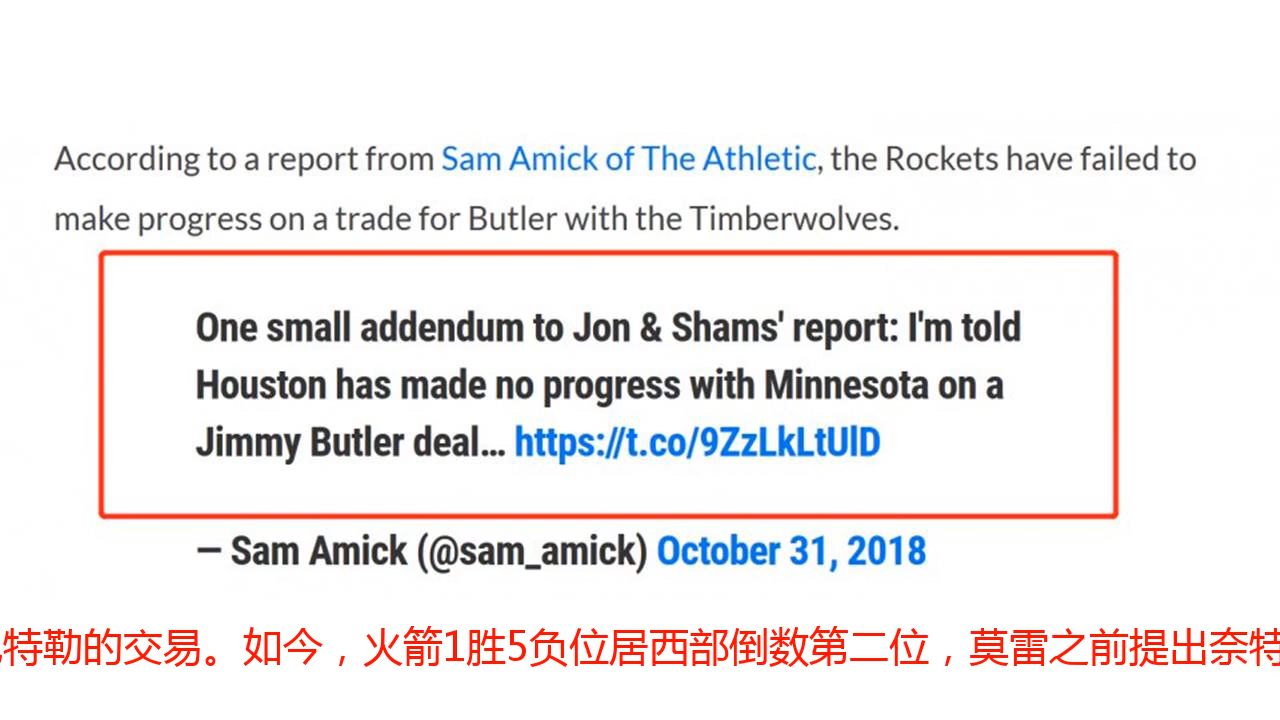 According to a report from Sam Amick of The Athletic, the Rockets have failed to
make progress on a trade for Butler with the Timberwolves.
One small addendum to Jon & Shams' report: I'm told
Houston has made no progress with Minnesota on a
Jimmy Butler deal... https://t.co/9ZzLkLtUlD
— Sam Amick (@sam_amick) October 31, 2018
特勒的交易。如今，火箭1胜5负位居西部倒数第二位，莫雷之前提出奈特